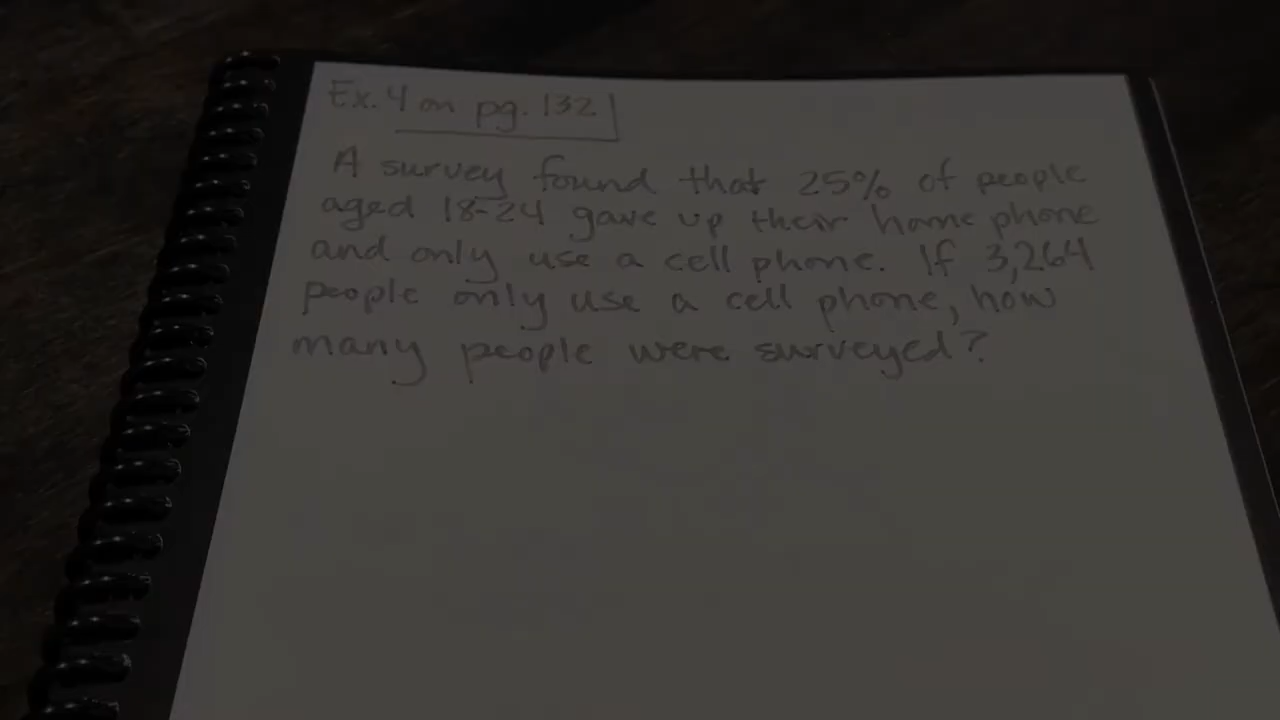 Ex. 4 on pg. 132
A survey found that 25% of people
aged 18-24 gave up their home phone
and only use a cell phone. If 3,264
people only use a cell phone, how
many people were surveyed?